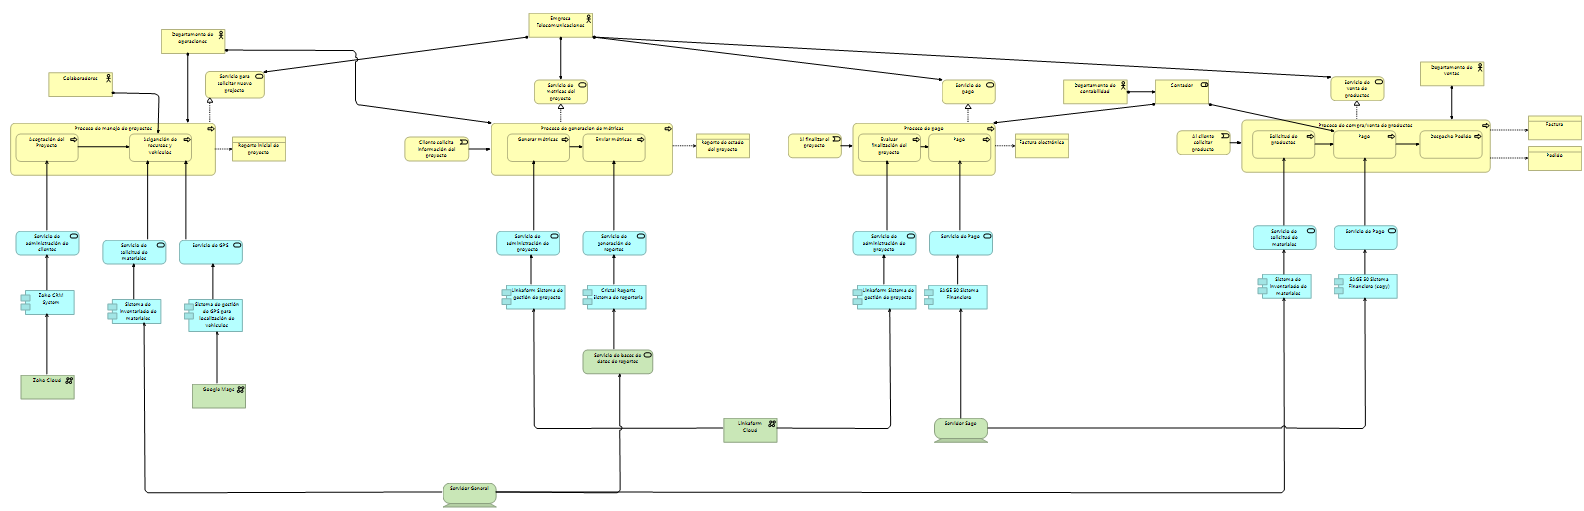 Empresa
Telecomunicaciones
Departamento de
operaciones
Colaboradores
Servicio para
solicitar nuevo
projecto
Servicio de
metricas del
proyecto
Servicio de
pago
Departamento de
contabilidad
Contador
Servicio de
venta de
productos
Departamento de
ventas
Proceso de manejo de proyectos
Aceptación del
Proyecto
Asignación de
recursos y
vehiculos
Reporte Inicial de
proyecto
Cliente solicita
información del
proyecto
Proceso de generacion de métricas
Generar métricas
Enviar métricas
Reporte de estado
del proyecto
Al finalizar el
proyecto
Proceso de pago
Evaluar
finalización del
proyecto
Pago
Factura electrónica
Al cliente
solicitar
producto
Proceso de compra/venta de productos
Solicitud de
productos
Pago
Despacho Pedido
Factura
Pedido
Servicio de
administración de
clientes
Servicio de
solicitud de
materiales
Servicio de GPS
Servicio de
administración de
proyecto
Servicio de
generación de
reportes
Servicio de
administración de
proyecto
Servicio de Pago
Servicio de
solicitud de
materiales
Servicio de Pago
Zoho CRM
System
Sistema de
inventariado de
materiales
Sistema de gestión
de GPS para
localización de
vehiculos
Linkaform Sistema de
gestión de proyecto
Cristal Reports
Sistema de reporteria
Linkaform Sistema de
gestión de proyecto
SAGE 50 Sistema
Financiero
Sistema de
inventariado de
materiales
SAGE 50 Sistema
Financiero (copy)
Servicio de bases de
datos de reportes
Zoho Cloud
Google Maps
Linkaform
Cloud
Servidor Sage
Servidor General